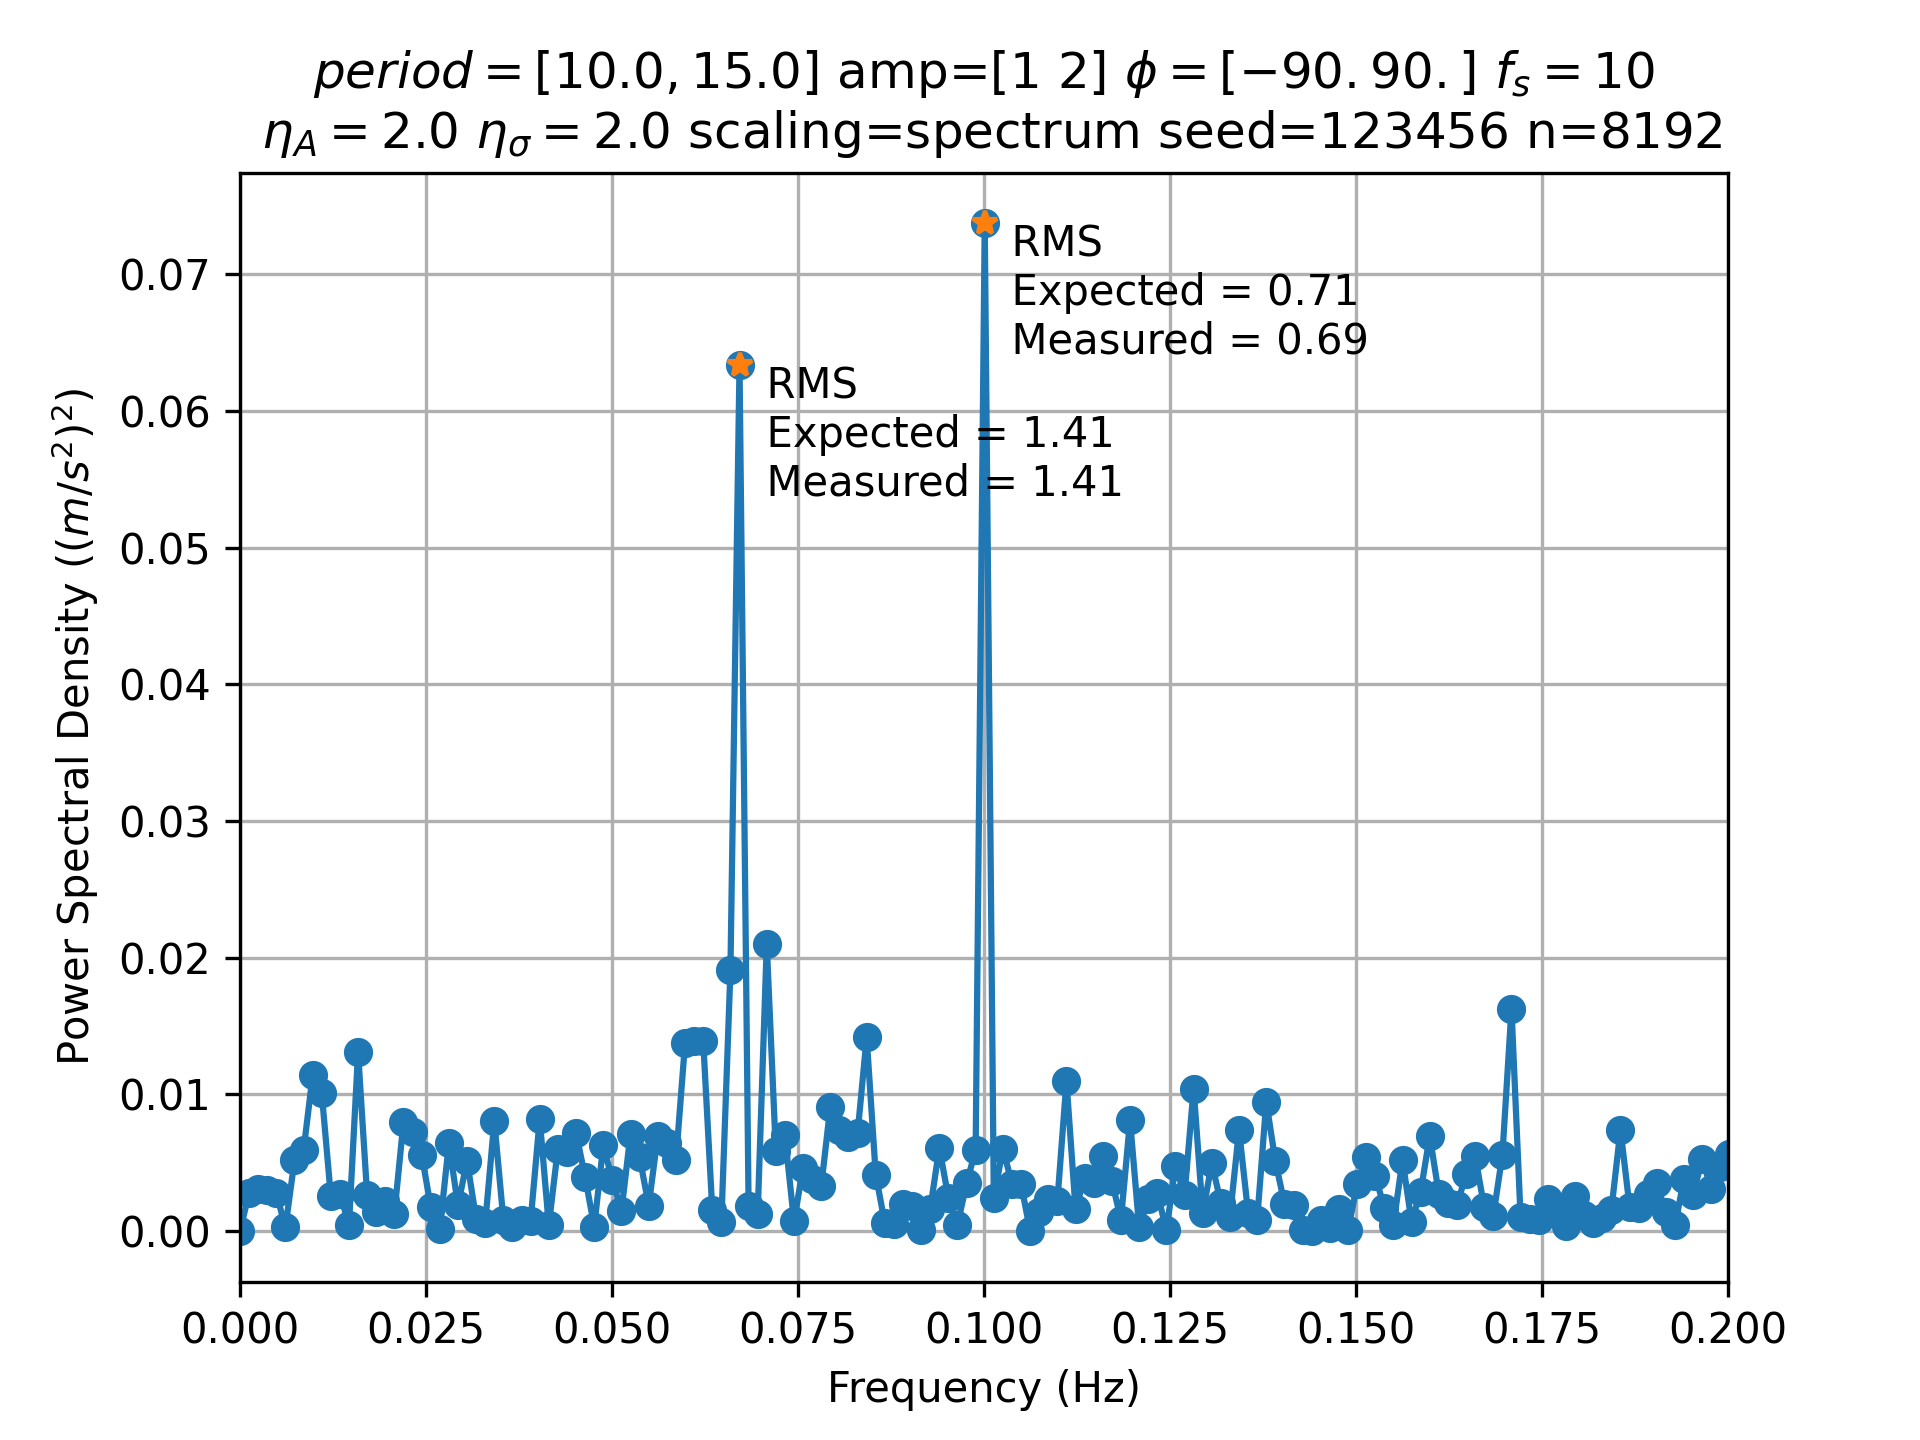 period = [10.0, 15.0] amp=[1 2] ϕ = [−90. 90.] fₛ = 10
η_A = 2.0 η_σ = 2.0 scaling=spectrum seed=123456 n=8192
RMS
Expected = 0.71
Measured = 0.69
RMS
Expected = 1.41
Measured = 1.41
Power Spectral Density ((m/s²)²)
0.07
0.06
0.05
0.04
0.03
0.02
0.01
0.00
0.000 0.025 0.050 0.075 0.100 0.125 0.150 0.175 0.200
Frequency (Hz)